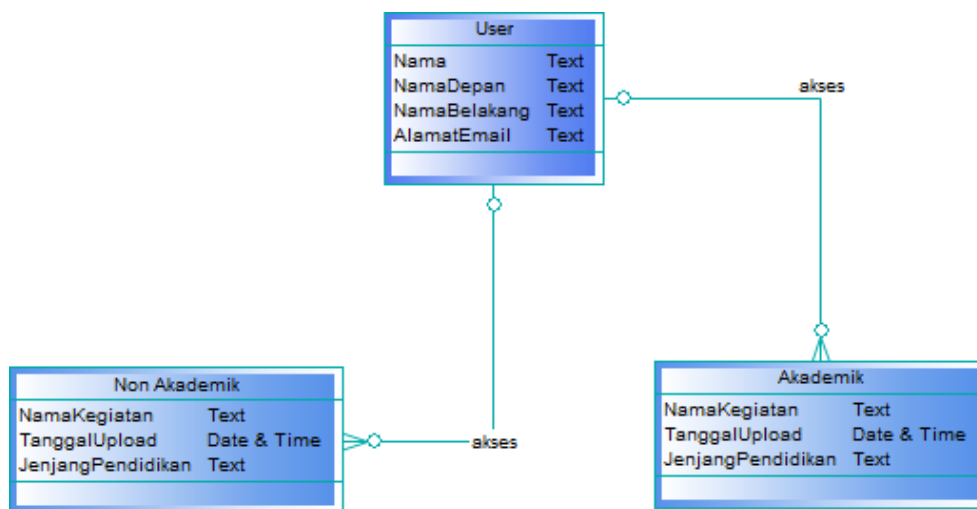 User
Nama Text
NamaDepan Text
NamaBelakang Text
AlamatEmail Text
akses
Non Akademik
NamaKegiatan Text
TanggalUpload Date & Time
JenjangPendidikan Text
akses
Akademik
NamaKegiatan Text
TanggalUpload Date & Time
JenjangPendidikan Text